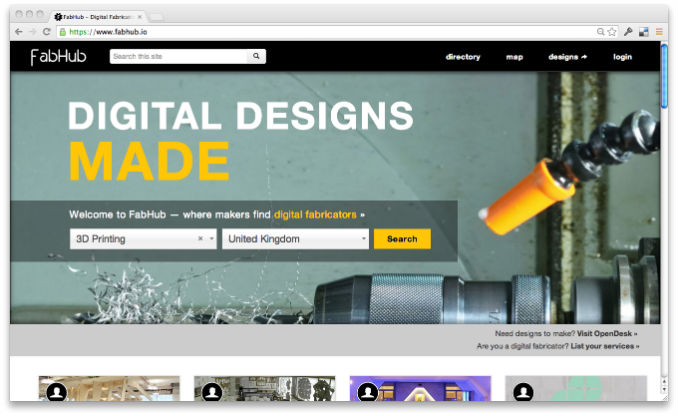 FabHub – Digital Fabricato
https://www.fabhub.io
FabHub
Search this site
directory
map
designs
login
DIGITAL DESIGNS
MADE
Welcome to FabHub — where makers find digital fabricators »
3D Printing
United Kingdom
Search
Need designs to make? Visit OpenDesk »
Are you a digital fabricator? List your services »